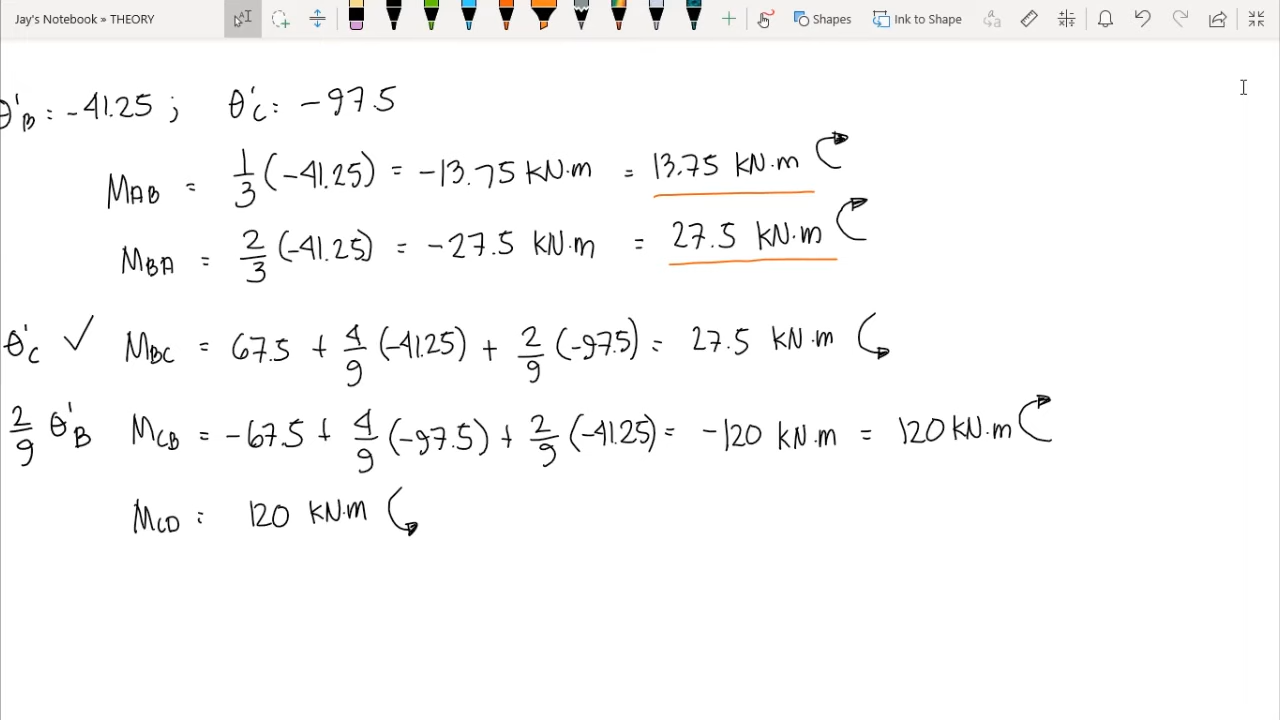 Jay's Notebook » THEORY
Shapes Ink to Shape
θ'B = -41.25 ; θ'C = -97.5
MAB = 1/3 (-41.25) = -13.75 KN·m = 13.75 KN·m
MBA = 2/3 (-41.25) = -27.5 KN·m = 27.5 KN·m
θ'C ✓ MBC = 67.5 + 4/9 (-41.25) + 2/9 (-97.5) = 27.5 KN·m
2/9 θ'B MCB = -67.5 + 4/9 (-97.5) + 2/9 (-41.25) = -120 KN·m = 120 KN·m
MCD = 120 KN·m